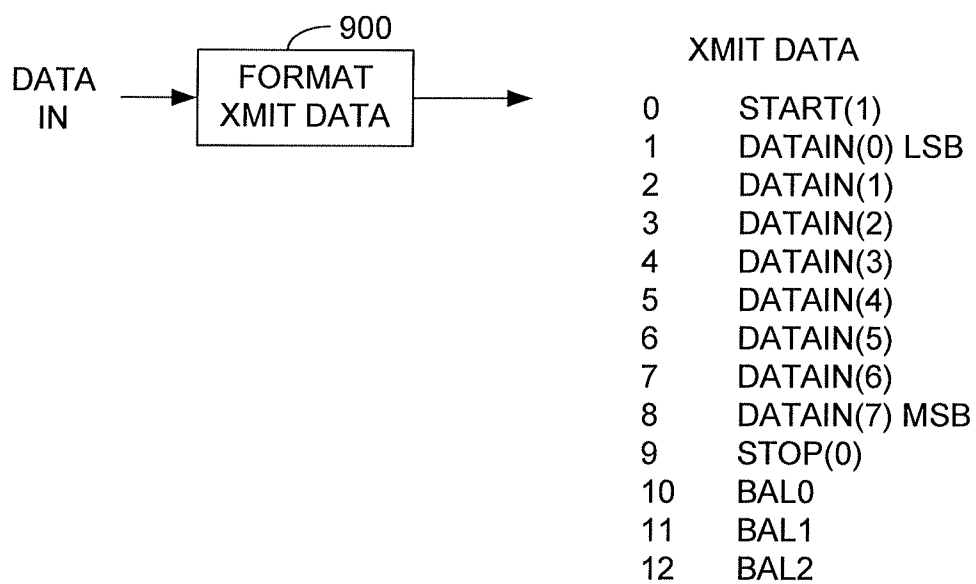 900
DATA
IN
FORMAT
XMIT DATA
XMIT DATA
0 START(1)
1 DATAIN(0) LSB
2 DATAIN(1)
3 DATAIN(2)
4 DATAIN(3)
5 DATAIN(4)
6 DATAIN(5)
7 DATAIN(6)
8 DATAIN(7) MSB
9 STOP(0)
10 BAL0
11 BAL1
12 BAL2